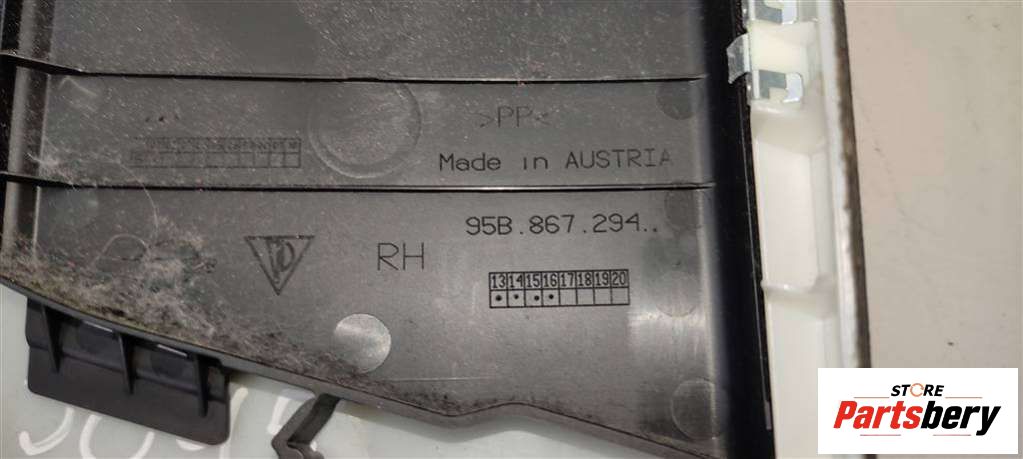 >PP<
Made in AUSTRIA
95B.867.294..
RH
13 14 15 16 17 18 19 20
STORE
Partsbery